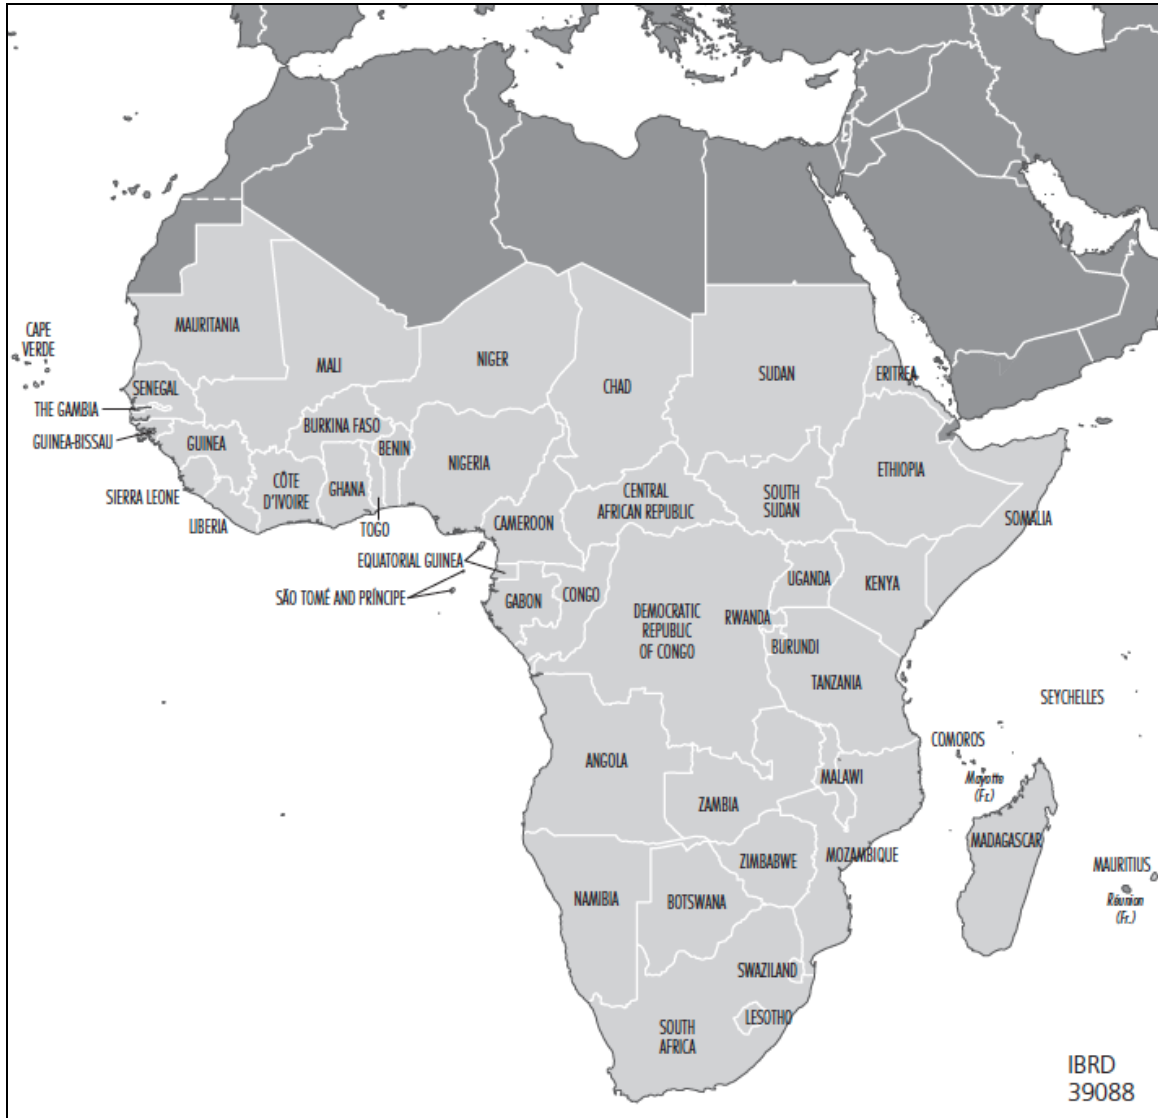 MAURITANIA
CAPE
VERDE
MALI
NIGER
CHAD
SUDAN
ERITREA
SENEGAL
THE GAMBIA
GUINEA-BISSAU
GUINEA
BURKINA FASO
BENIN
NIGERIA
ETHIOPIA
SIERRA LEONE
LIBERIA
CÔTE
D'IVOIRE
GHANA
TOGO
CENTRAL
AFRICAN REPUBLIC
SOUTH
SUDAN
SOMALIA
CAMEROON
EQUATORIAL GUINEA
SÃO TOMÉ AND PRÍNCIPE
GABON
CONGO
DEMOCRATIC
REPUBLIC
OF CONGO
UGANDA
KENYA
RWANDA
BURUNDI
TANZANIA
SEYCHELLES
COMOROS
Mayotte
(Fr.)
ANGOLA
ZAMBIA
MALAWI
MOZAMBIQUE
MADAGASCAR
ZIMBABWE
MAURITIUS
Réunion
(Fr.)
NAMIBIA
BOTSWANA
SWAZILAND
LESOTHO
SOUTH
AFRICA
IBRD
39088